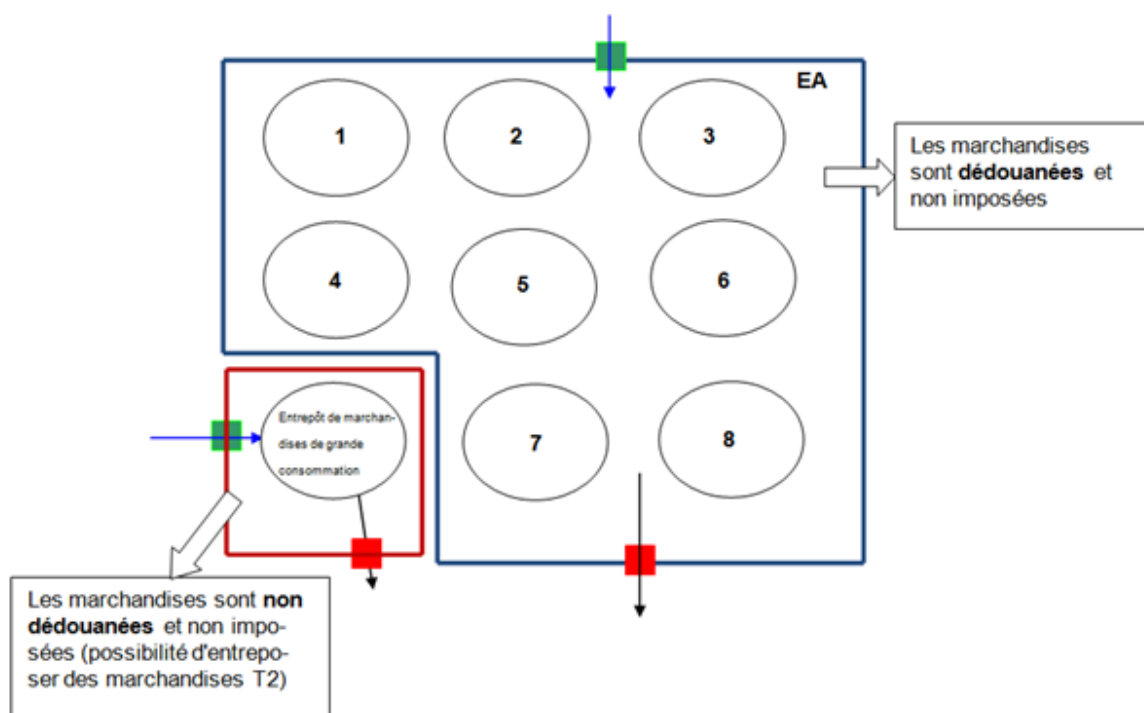 EA
1
2
3
Les marchandises
sont dédouanées et
non imposées
4
5
6
Entrepôt de marchan-
dises de grande
consommation
7
8
Les marchandises sont non
dédouanées et non impo-
sées (possibilité d'entrepo-
ser des marchandises T2)